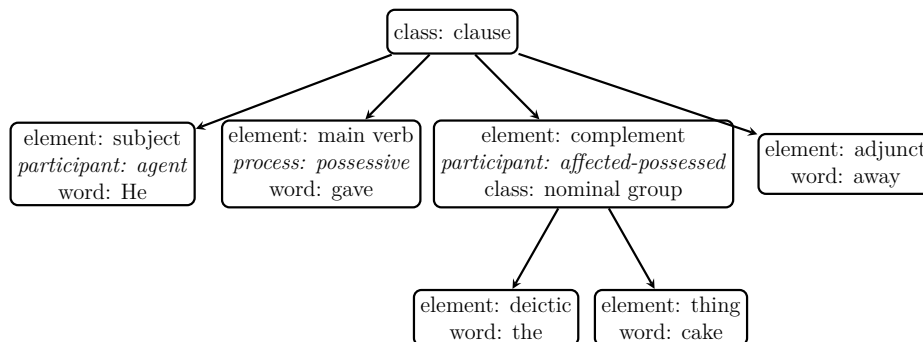 class: clause
element: subject
participant: agent
word: He
element: main verb
process: possessive
word: gave
element: complement
participant: affected-possessed
class: nominal group
element: adjunct
word: away
element: deictic
word: the
element: thing
word: cake